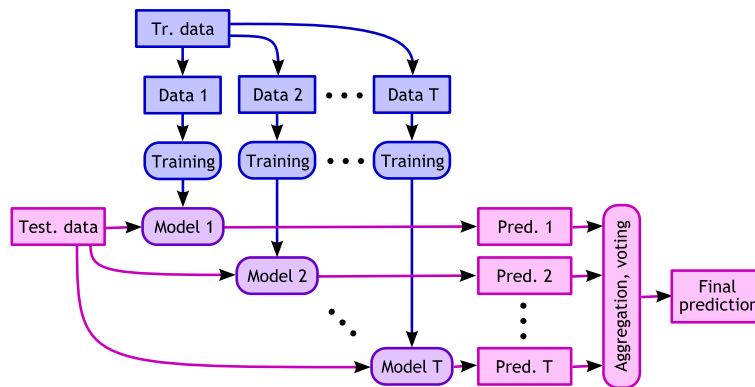 Tr. data
Data 1
Data 2
Data T
Training
Training
Training
Test. data
Model 1
Pred. 1
Model 2
Pred. 2
Model T
Pred. T
Aggregation, voting
Final
prediction